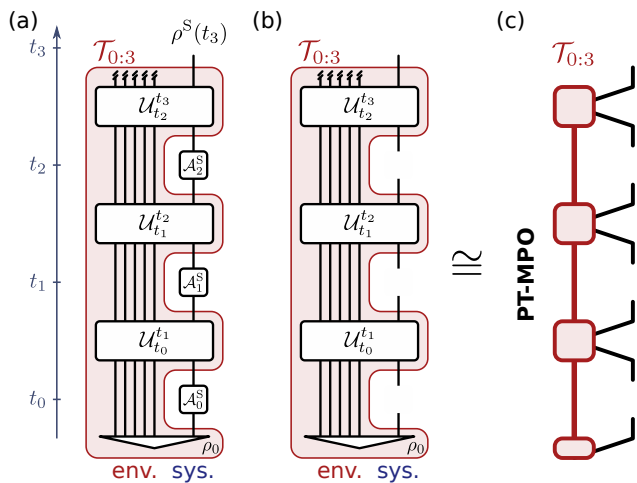 (a)
t₃
t₂
t₁
t₀
𝒯₀:₃
ρˢ(t₃)
𝒰ₜ₂ᵗ³
𝒜₂ˢ
𝒰ₜ₁ᵗ²
𝒜₁ˢ
𝒰ₜ₀ᵗ¹
𝒜₀ˢ
ρ₀
env. sys.
(b)
𝒯₀:₃
𝒰ₜ₂ᵗ³
𝒰ₜ₁ᵗ²
𝒰ₜ₀ᵗ¹
ρ₀
env. sys.
≅
(c)
𝒯₀:₃
PT-MPO